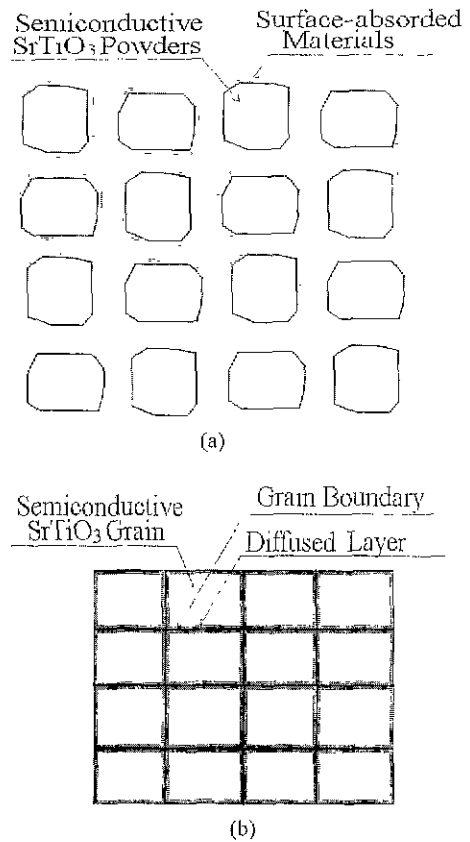 Semiconductive
SrTiO3 Powders
Surface-absorded
Materials
(a)
Semiconductive
SrTiO3 Grain
Grain Boundary
Diffused Layer
(b)